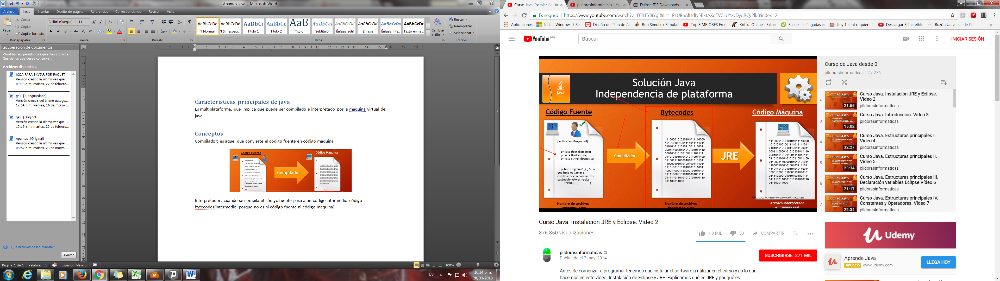 Apuntes Java - Microsoft Word
Archivo
Inicio
Insertar
Diseño de página
Referencias
Correspondencia
Revisar
Vista
Pegar
Cortar
Copiar
Copiar formato
Portapapeles
Calibri (Cuerpo)
11
Fuente
Párrafo
AaBbCcDd
¶ Normal
AaBbCcDd
¶ Sin espaci...
AaBbCc
Título 1
AaBbCc
Título 2
AaB
Título
AaBbCci
Subtítulo
AaBbCcDd
Énfasis sutil
AaBbCcDd
Énfasis
AaBbCcDc
Énfasis inte...
AaBbCcDc
Texto en ne...
Estilos
Cambiar
estilos
Buscar
Reemplazar
Seleccionar
Edición
Recuperación de documentos
Word ha recuperado los siguientes archivos.
Guarde los que desee conservar.
Archivos disponibles
hOJA PARA ENVIAR POR PAQUET...
Versión creada la última vez que ...
09:18 a.m. martes, 27 de febrero...
gs1 [Autoguardado]
Versión creada del último autogu...
12:54 p.m. viernes, 16 de marzo ...
gs1 [Original]
Versión creada la última vez que ...
10:15 a.m. martes, 20 de febrero...
Apuntes [Original]
Versión creada la última vez que ...
08:52 p.m. martes, 20 de marzo ...
¿Qué archivos desea guardar?
Cerrar
Características principales de java
Es multiplataforma, que implica que puede ser compilado e interpretado por la maquina virtual de
java
Conceptos
Compilador: es aquel que convierte el código fuente en código maquina
Código Fuente
Compilador
Código Máquina
Interpretador: cuando se compila el código fuente pasa a un código intermedio código
bytecodes(intermedio porque no es ni código fuente ni código maquina)
Página: 1 de 1
Palabras: 55
Español (México)
100%
ES
10:14 p.m.
28/03/2018
Curso Java. Instalación
pildorasinformaticas - Yo
Eclipse IDE Downloads
Es seguro
https://www.youtube.com/watch?v=F0ILFYl8YgI&list=PLU8oAlHdN5BktAXdEVCLUYzvDyqRQJ2lk&index=2
Aplicaciones
Install Windows 7 Ser
Diseño del Plan de Ac
Run Simulink Simulat
Top 8 MEJORES Free
Kritika Online - Extrer
Encuestas Pagadas en
Key Talent requiere P
Descargar El Increíble
Buzón Universal de P
»
YouTube MX
Buscar
INICIAR SESIÓN
Solución Java
Independencia de plataforma
Java
Código Fuente
public class Programa1{
private float diametro;
private float altura;
private String idDeposito;
public Programa1() { //Lo
que hace es llamar al
constructor con parámetros
pasándole valores vacíos
this(0,0,"");
}
Nombre de archivo:
Programa1.java
Compilador
Bytecodes
Nombre de archivo:
Programa1.class
JRE
Código Máquina
PILDORASINFORMÁTICAS
Archivo interpretado
en tiempo real
Curso de Java desde 0
pildorasinformaticas - 2 / 276
Curso Java. Instalación JRE y Eclipse.
Vídeo 2
pildorasinformaticas
21:55
3
Curso Java. Introducción. Vídeo 3
pildorasinformaticas
15:02
4
Curso Java. Estructuras principales I.
Vídeo 4
pildorasinformaticas
32:27
5
Curso Java. Estructuras principales II.
Vídeo 5
pildorasinformaticas
23:34
6
Curso Java. Estructuras principales III.
Declaración variables Eclipse Vídeo 6
pildorasinformaticas
21:17
7
Curso Java. Estructuras principales IV.
Constantes y Operadores. Vídeo 7
pildorasinformaticas
22:34
Curso Java. Instalación JRE y Eclipse. Vídeo 2
376.360 visualizaciones
4,9 MIL
50
COMPARTIR
pildorasinformaticas
Publicado el 7 may. 2014
SUSCRIBIRSE 271 MIL
Antes de comenzar a programar tenemos que instalar el software a utilizar en el curso y es lo que
hacemos en este vídeo. Instalación de Eclipse y JRE. Explicamos qué es JRE y por qué es
Udemy
Aprende Java
Anuncio www.udemy.com
LLEGA HOY